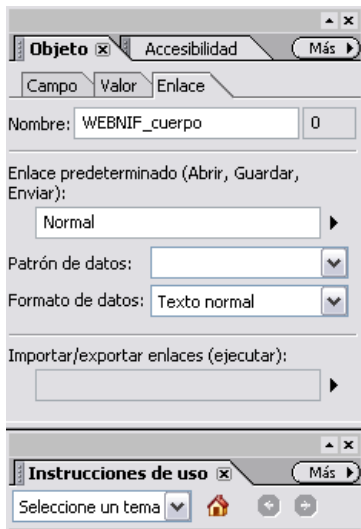 Objeto Accesibilidad Más
Campo Valor Enlace
Nombre: WEBNIF_cuerpo 0
Enlace predeterminado (Abrir, Guardar,
Enviar):
Normal
Patrón de datos:
Formato de datos: Texto normal
Importar/exportar enlaces (ejecutar):
Instrucciones de uso Más
Seleccione un tema